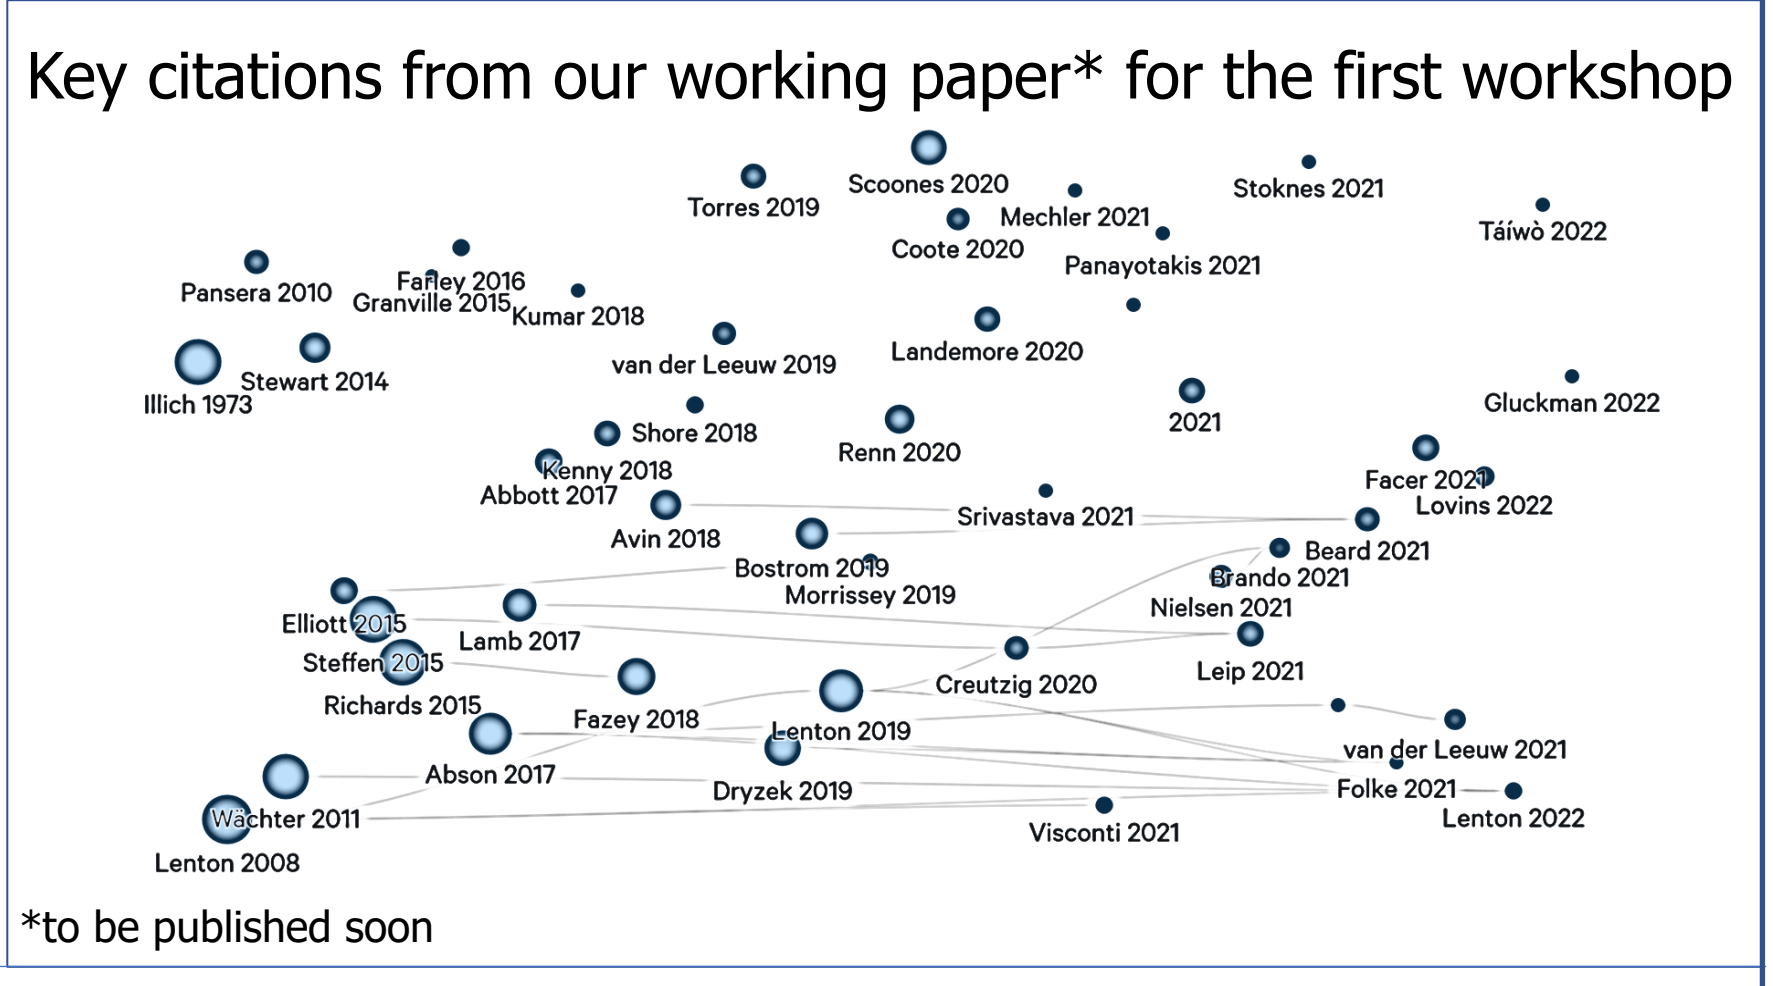 Key citations from our working paper* for the first workshop
Scoones 2020
Torres 2019
Stoknes 2021
Mechler 2021
Táíwò 2022
Coote 2020
Panayotakis 2021
Farley 2016
Pansera 2010
Granville 2015
Kumar 2018
Landemore 2020
van der Leeuw 2019
Stewart 2014
Illich 1973
Gluckman 2022
2021
Shore 2018
Renn 2020
Kenny 2018
Facer 2021
Abbott 2017
Lovins 2022
Srivastava 2021
Avin 2018
Beard 2021
Bostrom 2019
Brando 2021
Morrissey 2019
Nielsen 2021
Elliott 2015
Lamb 2017
Steffen 2015
Leip 2021
Creutzig 2020
Richards 2015
Fazey 2018
Lenton 2019
van der Leeuw 2021
Abson 2017
Dryzek 2019
Folke 2021
Wächter 2011
Lenton 2022
Visconti 2021
Lenton 2008
*to be published soon